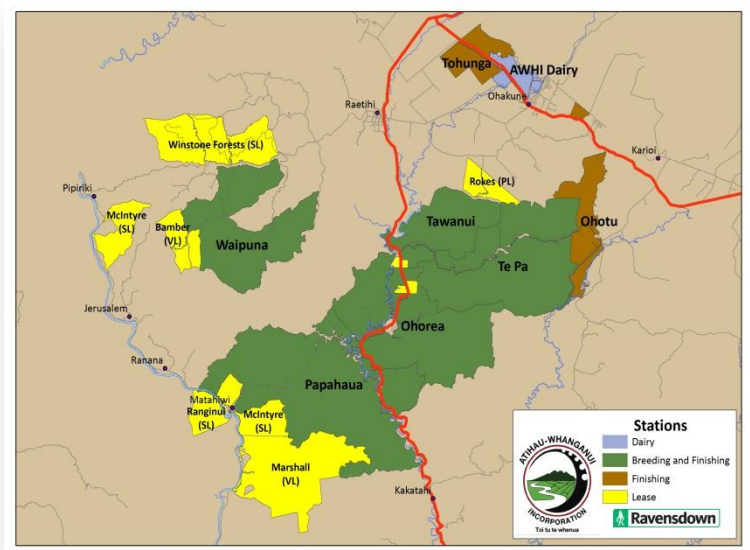 Tohunga
AWHI Dairy
Ohakune
Raetihi
Karioi
Winstone Forests (SL)
Rokes (PL)
Pipiriki
McIntyre
(SL)
Bamber
(VL)
Waipuna
Tawanui
Ohotu
Te Pa
Jerusalem
Ohorea
Ranana
Papahaua
Matahiwi
Ranginui
(SL)
McIntyre
(SL)
Marshall
(VL)
Kakatahi
ATIHAU-WHANGANUI
INCORPORATION
Toi tu te whenua
Stations
Dairy
Breeding and Finishing
Finishing
Lease
Ravensdown